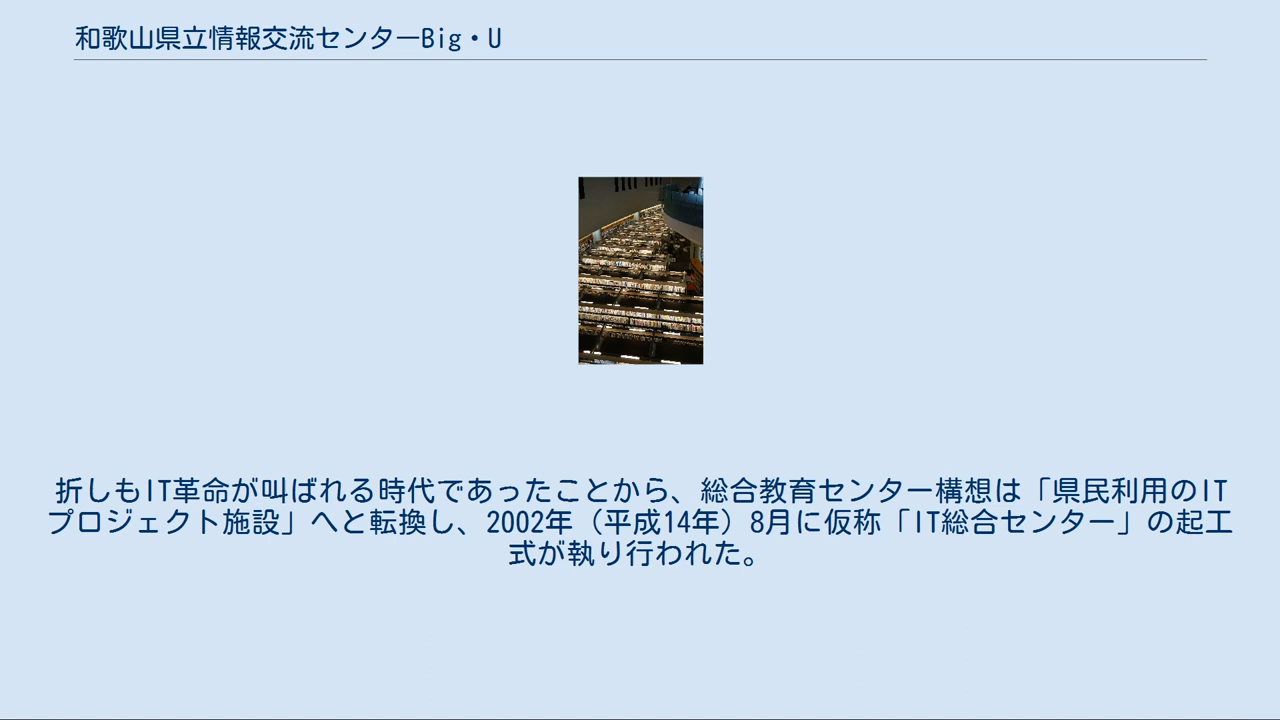 和歌山県立情報交流センターBig・U
折しもIT革命が叫ばれる時代であったことから、総合教育センター構想は「県民利用のIT
プロジェクト施設」へと転換し、2002年（平成14年）8月に仮称「IT総合センター」の起工
式が執り行われた。